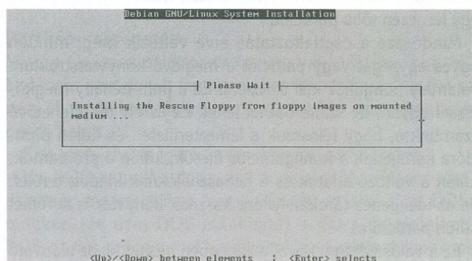 Debian GNU/Linux System Installation
Please Wait
Installing the Rescue Floppy from floppy images on mounted
medium ...
<Up>/<Down> between elements : <Enter> selects